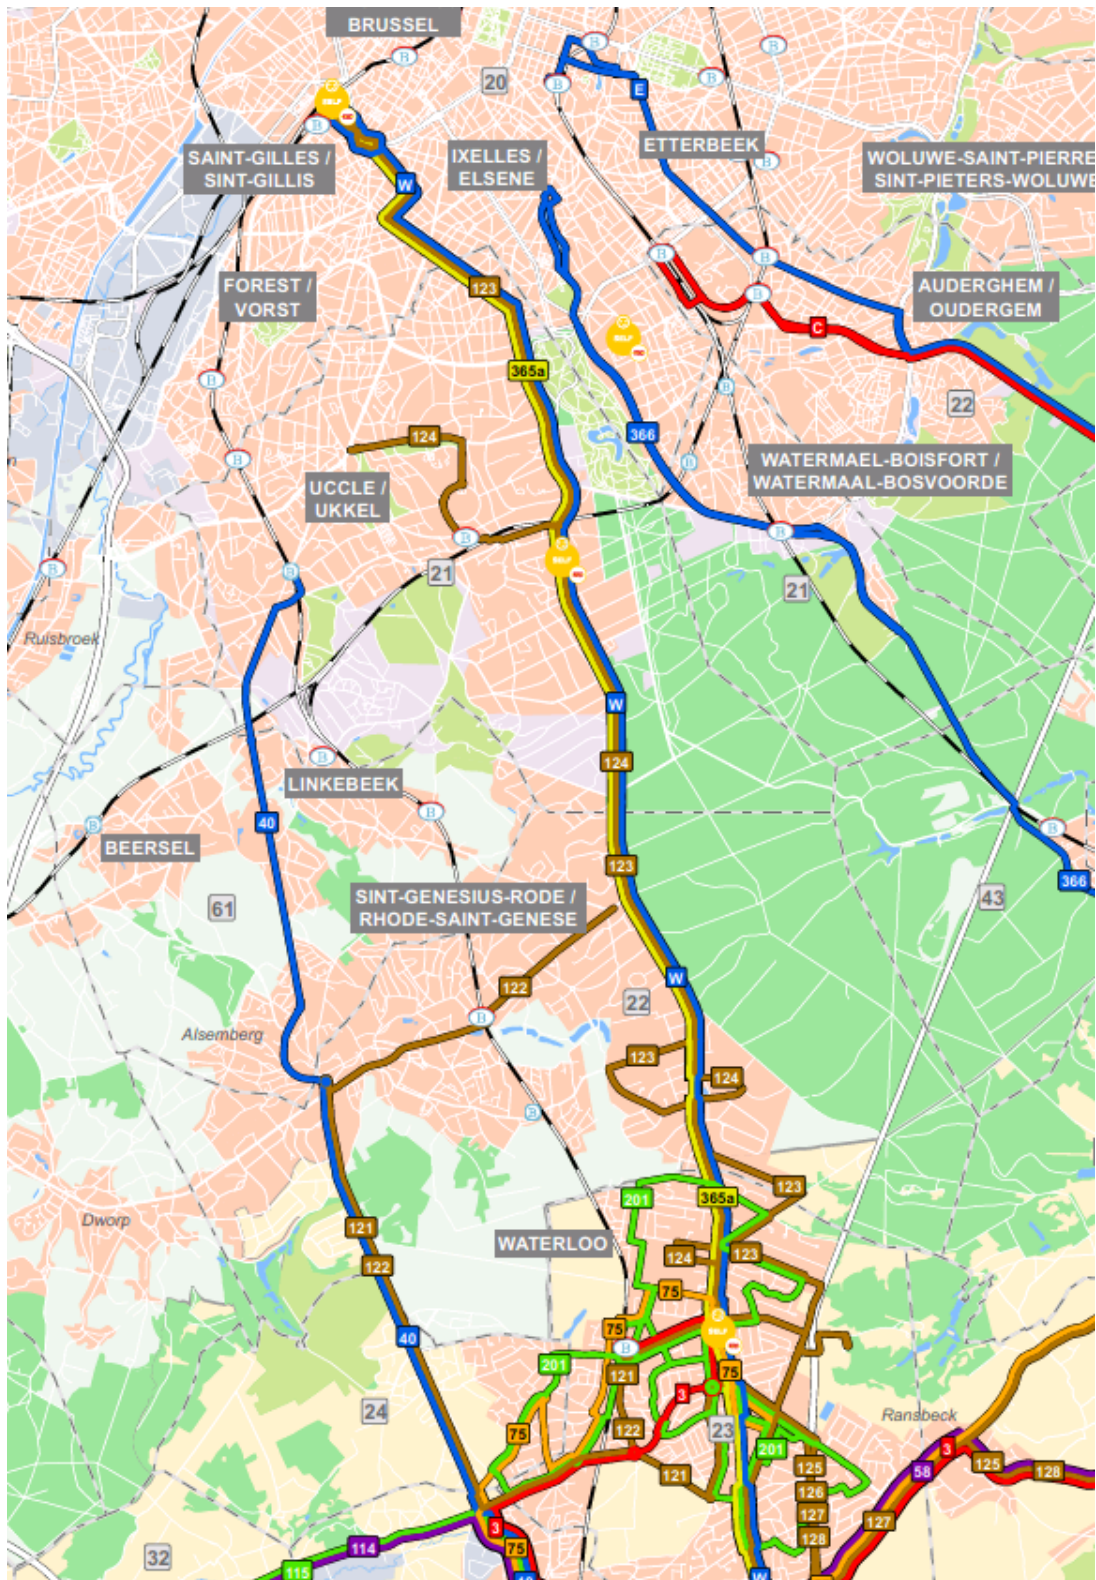 BRUSSEL
20
E
SAINT-GILLES /
SINT-GILLIS
IXELLES /
ELSENE
ETTERBEEK
WOLUWE-SAINT-PIERRE
SINT-PIETERS-WOLUWE
W
FOREST /
VORST
123
AUDERGHEM /
OUDERGEM
C
365a
22
124
366
UCCLE /
UKKEL
WATERMAEL-BOISFORT /
WATERMAAL-BOSVOORDE
21
21
Ruisbroek
W
124
LINKEBEEK
40
BEERSEL
123
366
SINT-GENESIUS-RODE /
RHODE-SAINT-GENESE
61
43
W
122
22
Alsemberg
123
124
123
201
365a
Dworp
121
WATERLOO
124
123
122
75
75
40
201
121
75
3
24
122
23
Ransbeck
75
201
3
121
125
58
125
128
126
127
127
3
128
75
114
32
115
W